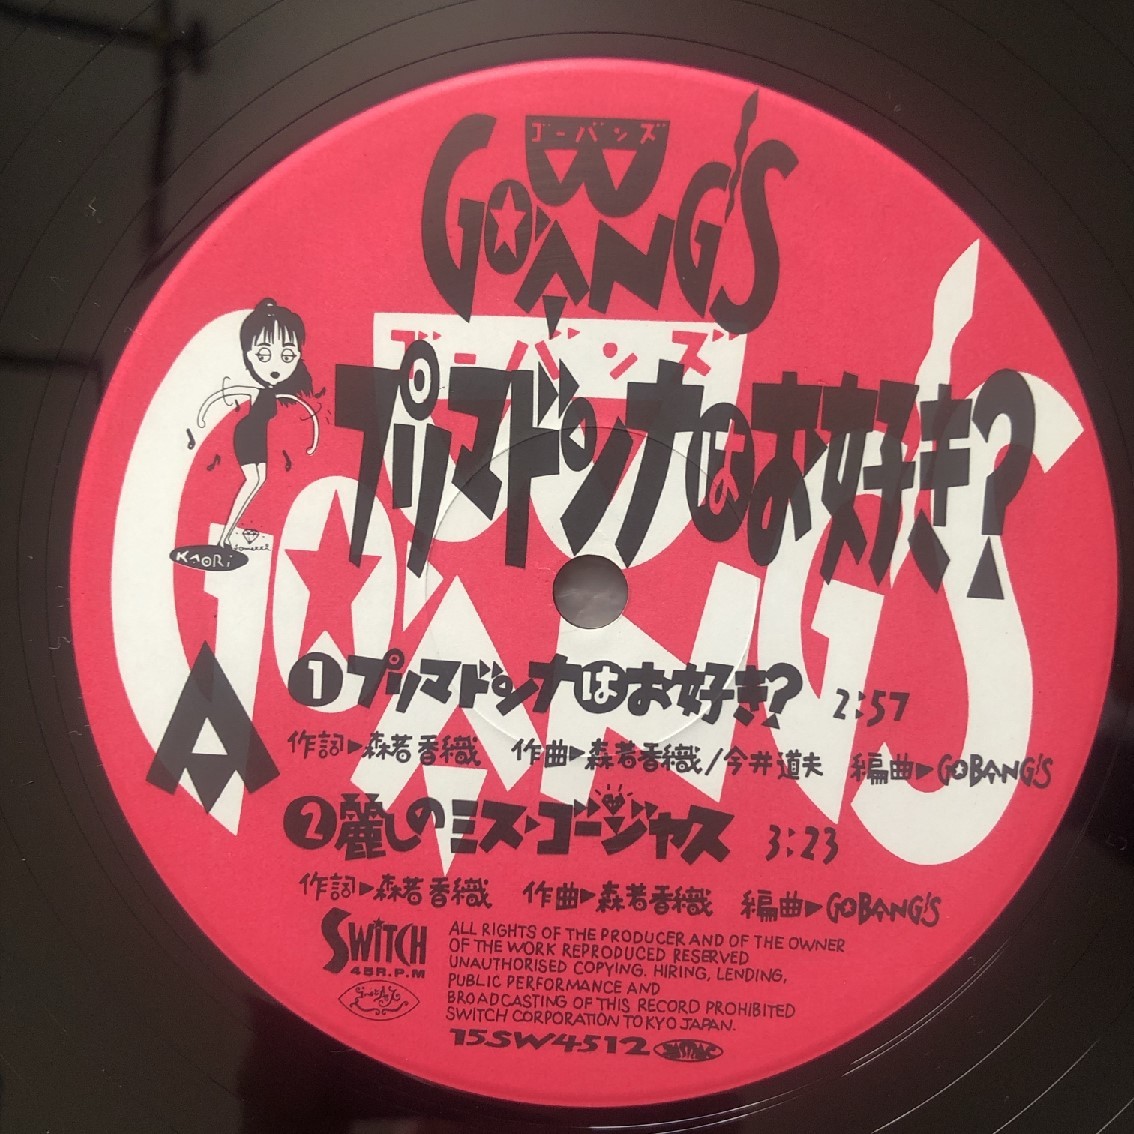 ゴーバンズ
GO-BANG'S
ゴーバンズ
プリマドンナはお好き?
GO-BANG'S
KAORi
A
1 プリマドンナはお好き? 2:57
作詞▶森若香織 作曲▶森若香織/今井道夫 編曲▶GO-BANG'S
2 麗しのミス・ゴージャス 3:23
作詞▶森若香織 作曲▶森若香織 編曲▶GO-BANG'S
SWiTCH
45R.P.M
ALL RIGHTS OF THE PRODUCER AND OF THE OWNER
OF THE WORK REPRODUCED RESERVED
UNAUTHORISED COPYING, HIRING, LENDING,
PUBLIC PERFORMANCE AND
BROADCASTING OF THIS RECORD PROHIBITED
SWITCH CORPORATION TOKYO JAPAN.
15SW4512